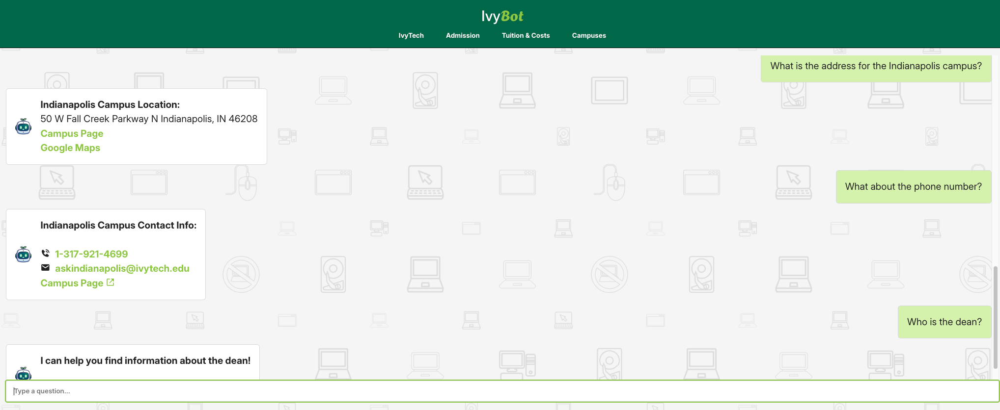 IvyBot
IvyTech Admission Tuition & Costs Campuses
What is the address for the Indianapolis campus?
Indianapolis Campus Location:
50 W Fall Creek Parkway N Indianapolis, IN 46208
Campus Page
Google Maps
What about the phone number?
Indianapolis Campus Contact Info:
1-317-921-4699
askindianapolis@ivytech.edu
Campus Page
Who is the dean?
I can help you find information about the dean!
Type a question...